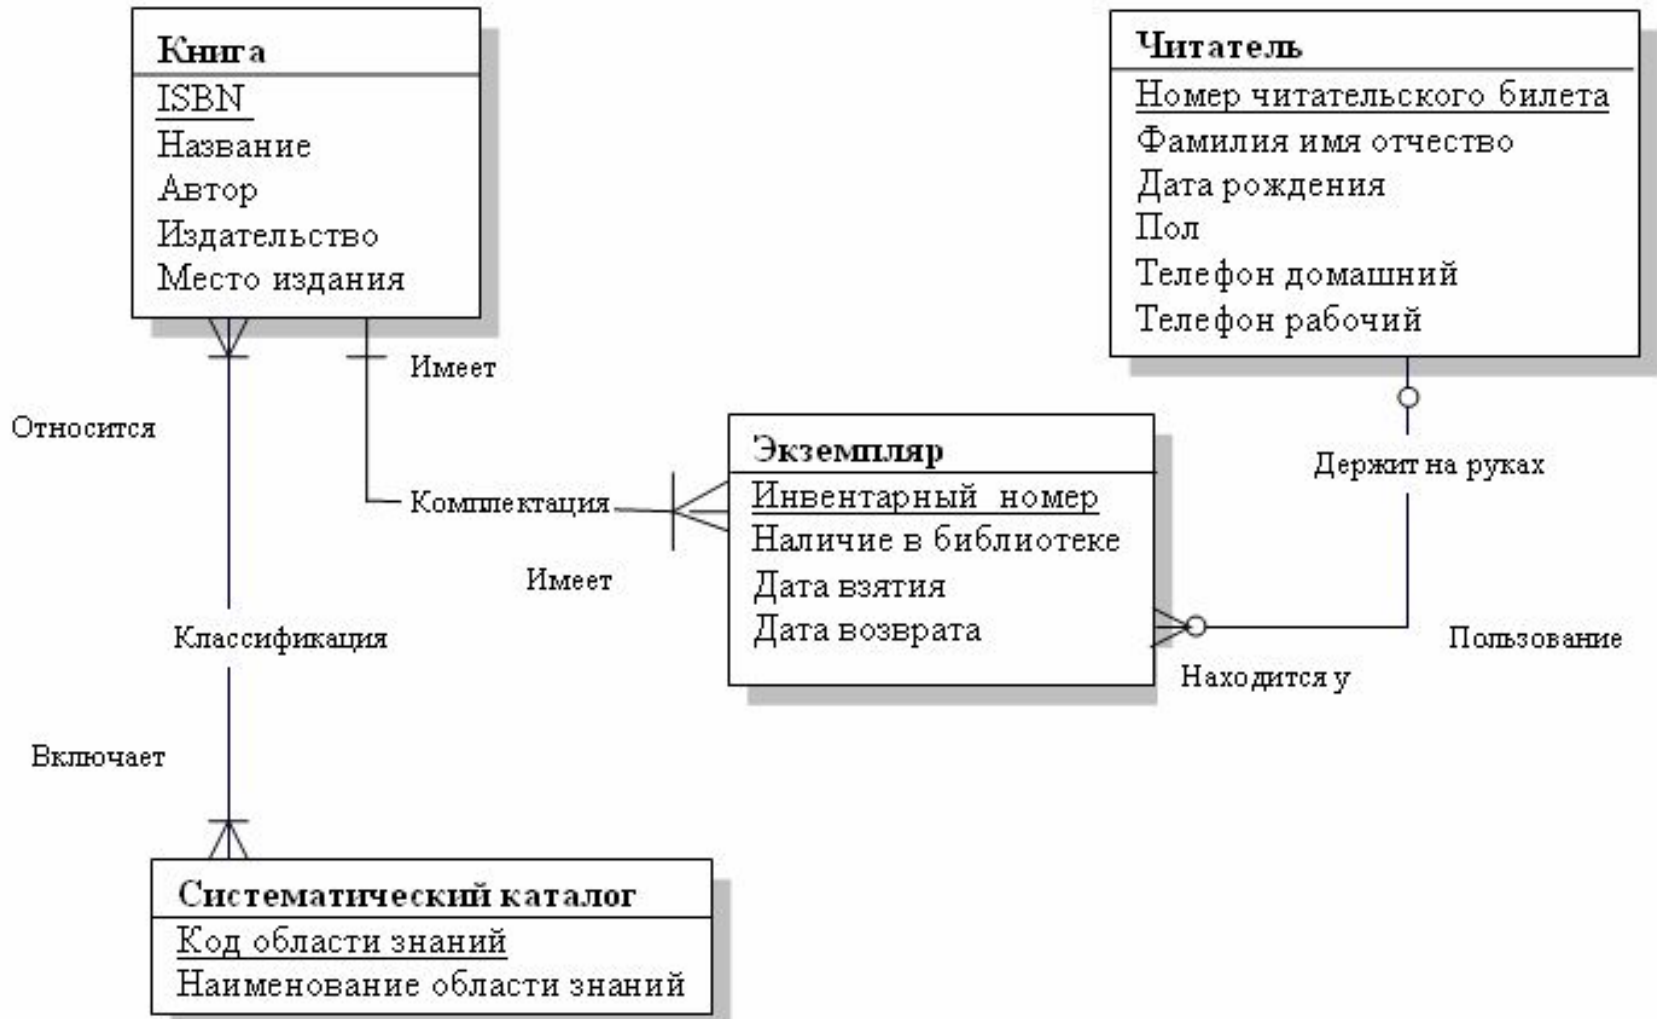 Книга
ISBN
Название
Автор
Издательство
Место издания
Читатель
Номер читательского билета
Фамилия имя отчество
Дата рождения
Пол
Телефон домашний
Телефон рабочий
Имеет
Относится
Держит на руках
Экземпляр
Инвентарный номер
Наличие в библиотеке
Дата взятия
Дата возврата
Комплектация
Имеет
Классификация
Пользование
Находится у
Включает
Систематический каталог
Код области знаний
Наименование области знаний